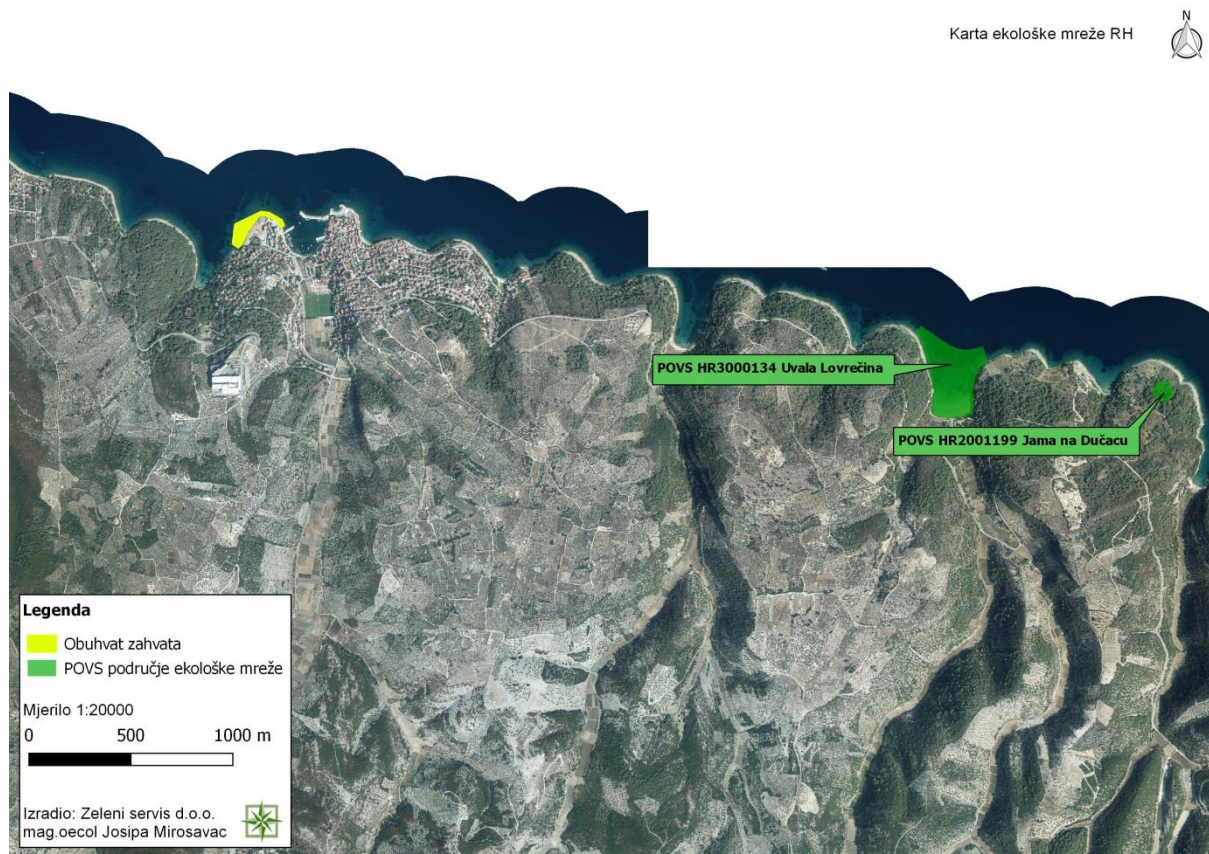 Karta ekološke mreže RH
N
POVS HR3000134 Uvala Lovrečina
POVS HR2001199 Jama na Dučacu
Legenda
Obuhvat zahvata
POVS područje ekološke mreže
Mjerilo 1:20000
0 500 1000 m
Izradio: Zeleni servis d.o.o.
mag.oecol Josipa Mirosavac